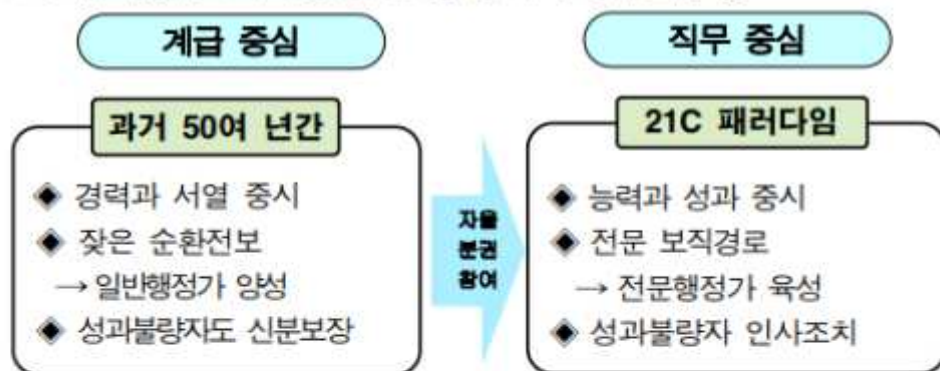 계급 중심
직무 중심
과거 50여 년간
◆ 경력과 서열 중시
◆ 잦은 순환전보
→ 일반행정가 양성
◆ 성과불량자도 신분보장
자율
분권
참여
21C 패러다임
◆ 능력과 성과 중시
◆ 전문 보직경로
→ 전문행정가 육성
◆ 성과불량자 인사조치